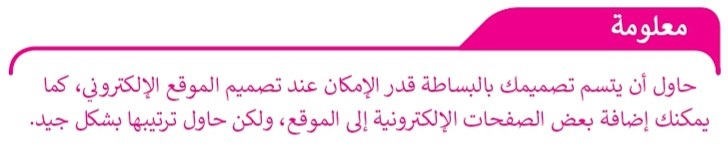 معلومة
حاول أن يتسم تصميمك بالبساطة قدر الإمكان عند تصميم الموقع الإلكتروني، كما
يمكنك إضافة بعض الصفحات الإلكترونية إلى الموقع، ولكن حاول ترتيبها بشكل جيد.